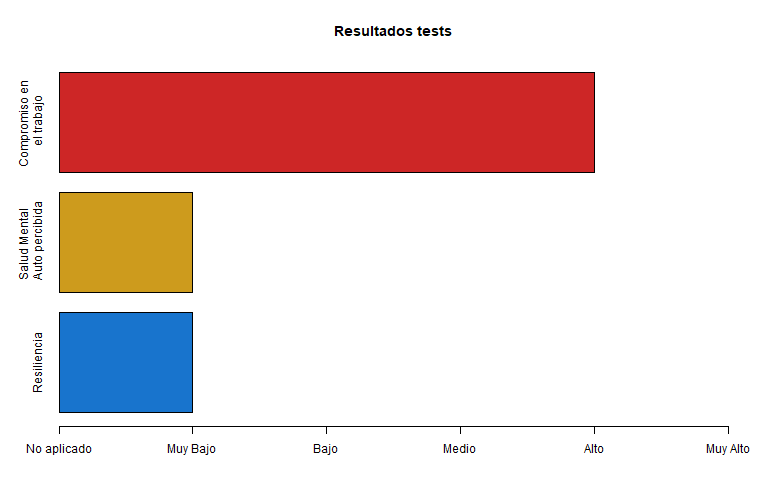 Resultados tests
Compromiso en
el trabajo
Salud Mental
Auto percibida
Resiliencia
No aplicado
Muy Bajo
Bajo
Medio
Alto
Muy Alto